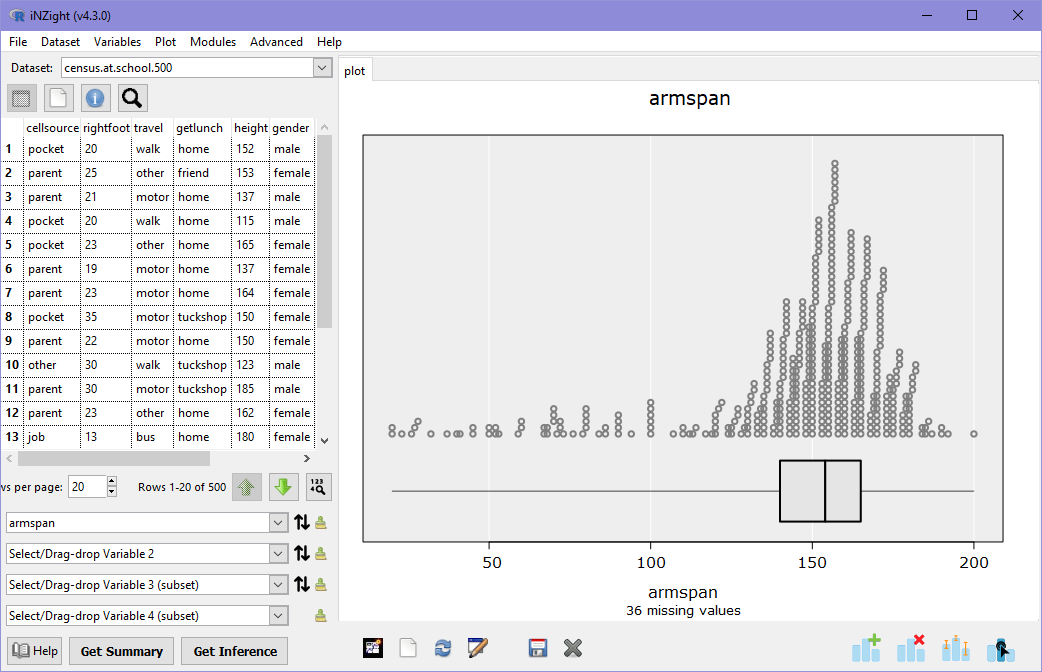 iNZight (v4.3.0)
File Dataset Variables Plot Modules Advanced Help
Dataset: census.at.school.500
cellsource rightfoot travel getlunch height gender
1 pocket 20 walk home 152 male
2 parent 25 other friend 153 female
3 parent 21 motor home 137 male
4 pocket 20 walk home 115 male
5 pocket 23 other home 165 female
6 parent 19 motor home 137 female
7 parent 23 motor home 164 female
8 pocket 35 motor tuckshop 150 female
9 parent 22 motor home 150 female
10 other 30 walk tuckshop 123 male
11 parent 30 motor tuckshop 185 male
12 parent 23 other home 162 female
13 job 13 bus home 180 female
vs per page: 20 Rows 1-20 of 500 123
armspan
Select/Drag-drop Variable 2
Select/Drag-drop Variable 3 (subset)
Select/Drag-drop Variable 4 (subset)
Help Get Summary Get Inference
plot
armspan
50 100 150 200
armspan
36 missing values